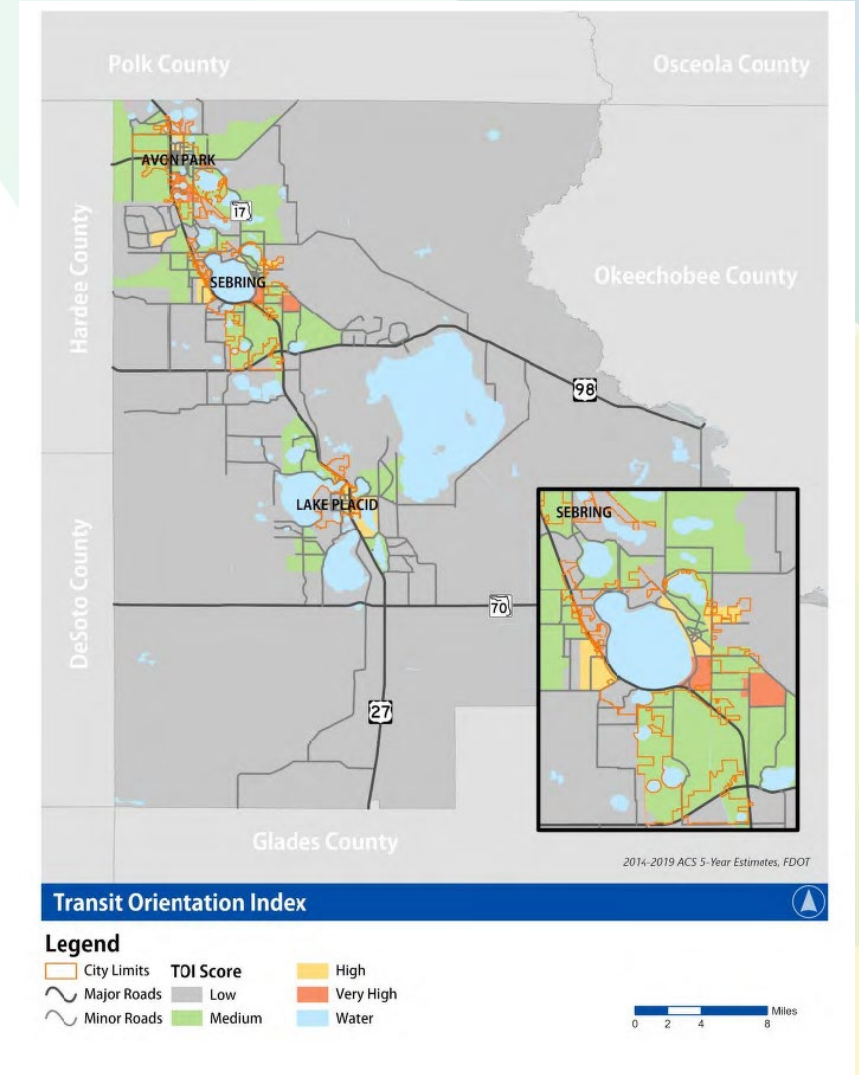 Polk County
Osceola County
AVON PARK
17
Hardee County
SEBRING
Okeechobee County
98
LAKE PLACID
SEBRING
DeSoto County
70
27
Glades County
2014-2019 ACS 5-Year Estimetes, FDOT
Transit Orientation Index
Legend
City Limits TOI Score High
Major Roads Low Very High
Minor Roads Medium Water
Miles
0 2 4 8